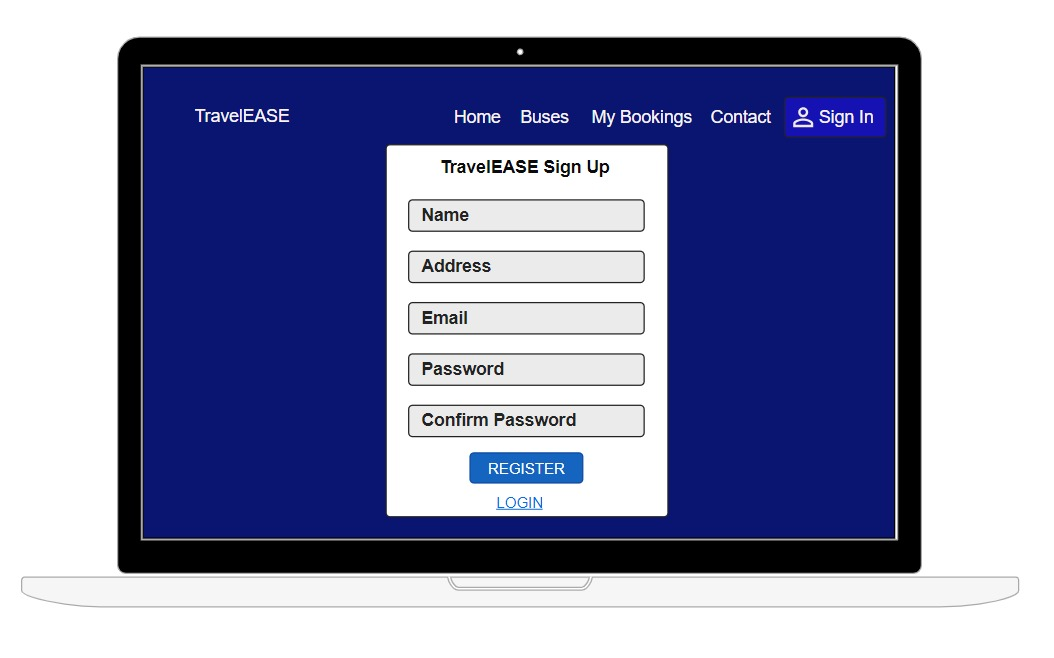 TravelEASE Home Buses My Bookings Contact Sign In
TravelEASE Sign Up
Name
Address
Email
Password
Confirm Password
REGISTER
LOGIN